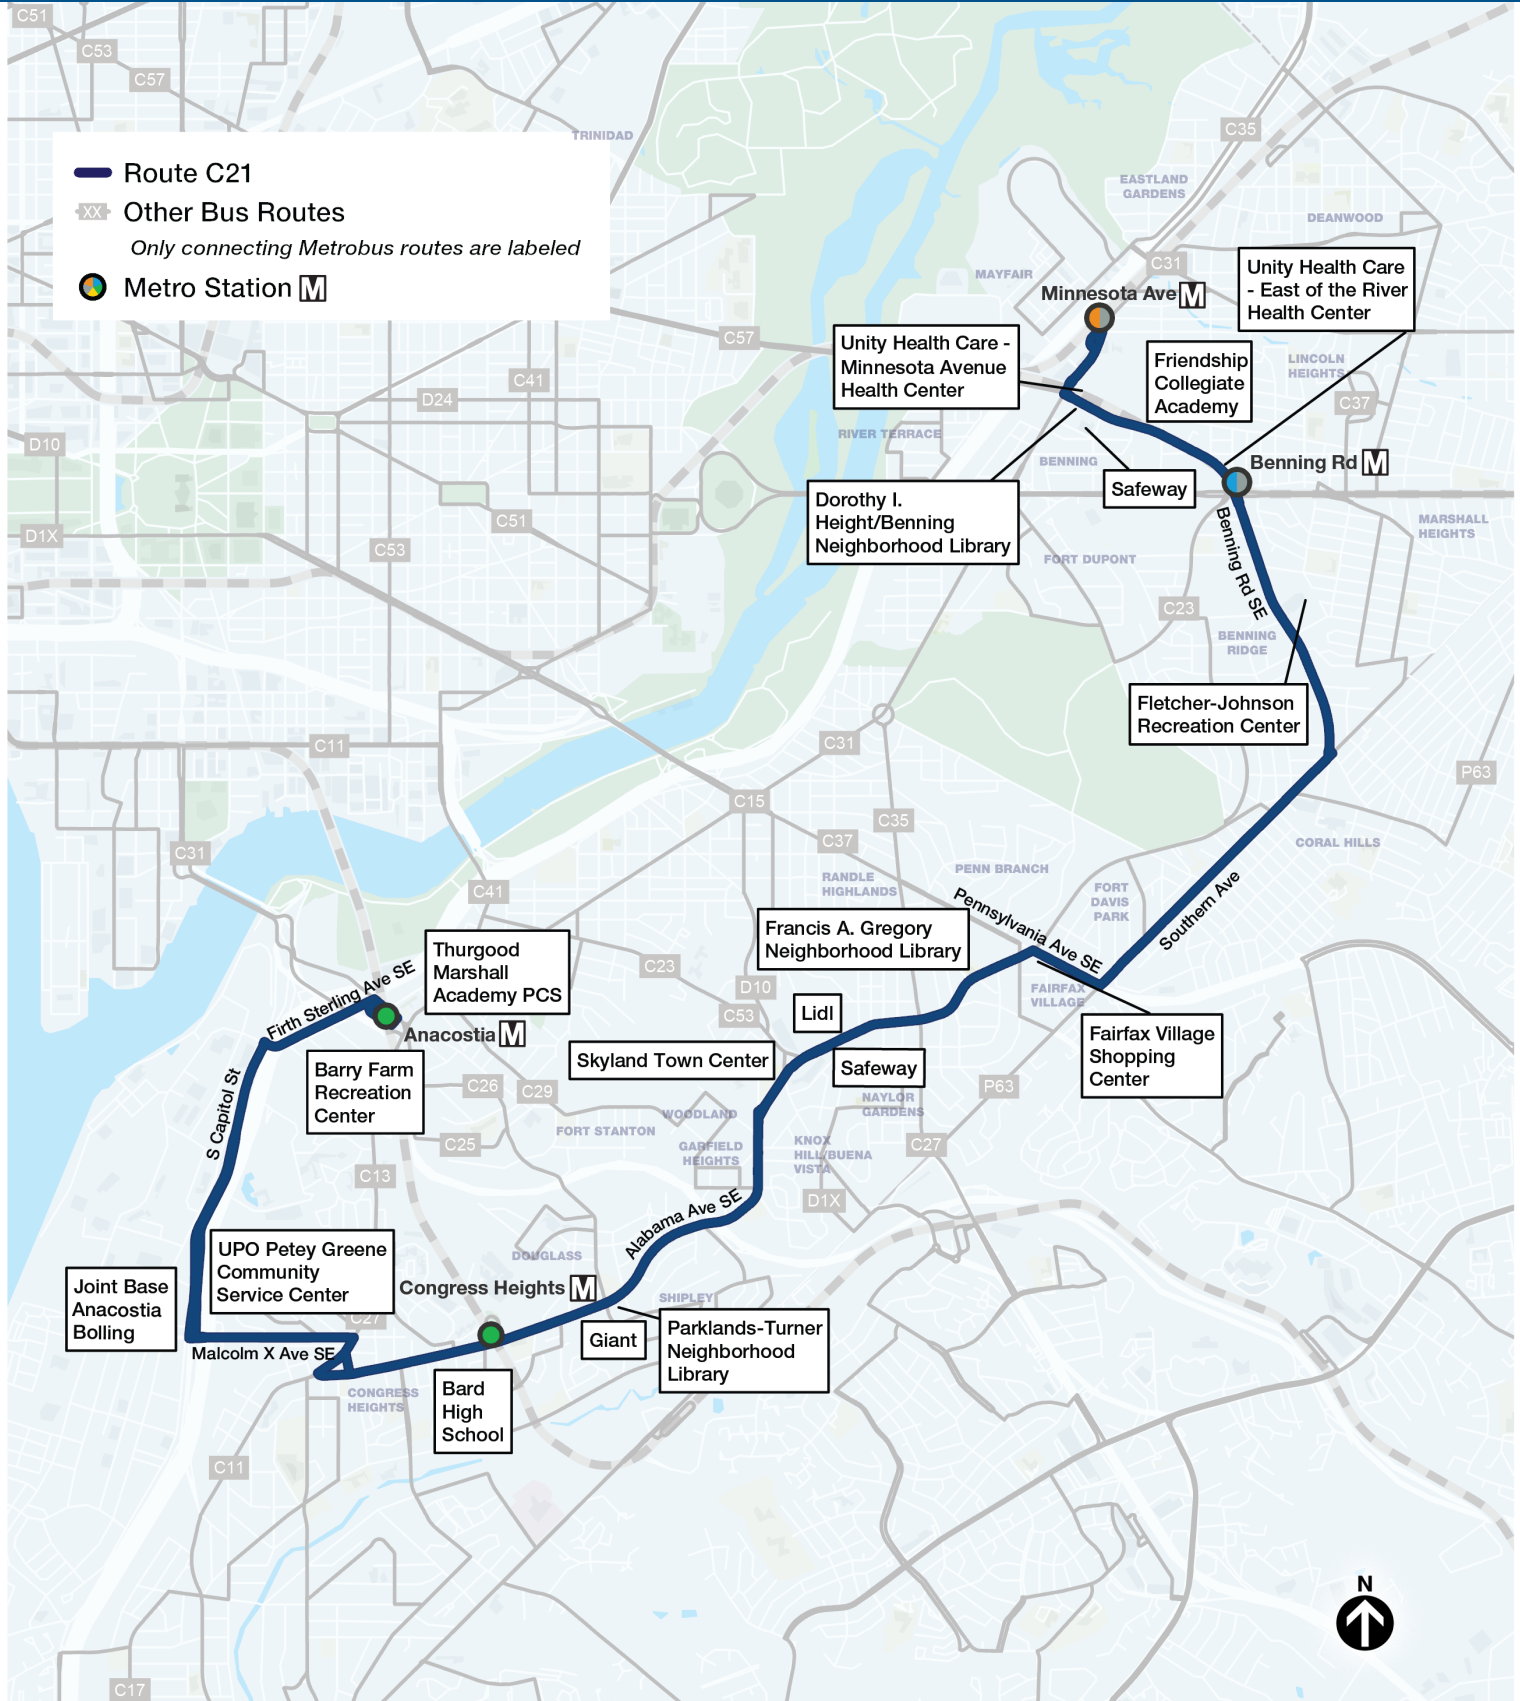 C51
C53
C57
TRINIDAD
C35
Route C21
XX
Other Bus Routes
Only connecting Metrobus routes are labeled
Metro Station M
EASTLAND
GARDENS
DEANWOOD
MAYFAIR
C31
Minnesota Ave M
Unity Health Care
- East of the River
Health Center
C57
Unity Health Care -
Minnesota Avenue
Health Center
Friendship
Collegiate
Academy
LINCOLN
HEIGHTS
C41
D24
C37
D10
RIVER TERRACE
BENNING
Benning Rd M
Safeway
Dorothy I.
Height/Benning
Neighborhood Library
C51
D1X
C53
MARSHALL
HEIGHTS
FORT DUPONT
Benning Rd SE
C23
BENNING
RIDGE
Fletcher-Johnson
Recreation Center
C11
C31
P63
C15
C35
C37
C31
CORAL HILLS
PENN BRANCH
RANDLE
HIGHLANDS
C41
FORT
DAVIS
PARK
Pennsylvania Ave SE
Southern Ave
Francis A. Gregory
Neighborhood Library
Thurgood
Marshall
Academy PCS
Firth Sterling Ave SE
C23
D10
C53
FAIRFAX
VILLAGE
Lidl
Anacostia M
Fairfax Village
Shopping
Center
Skyland Town Center
Safeway
Barry Farm
Recreation
Center
C26
C29
P63
NAYLOR
GARDENS
WOODLAND
S Capitol St
FORT STANTON
C25
GARFIELD
HEIGHTS
KNOX
HILL/BUENA
VISTA
C27
C13
D1X
Alabama Ave SE
UPO Petey Greene
Community
Service Center
DOUGLASS
Joint Base
Anacostia
Bolling
Congress Heights M
SHIPLEY
C27
Giant
Parklands-Turner
Neighborhood
Library
Malcolm X Ave SE
CONGRESS
HEIGHTS
Bard
High
School
C11
N
C17